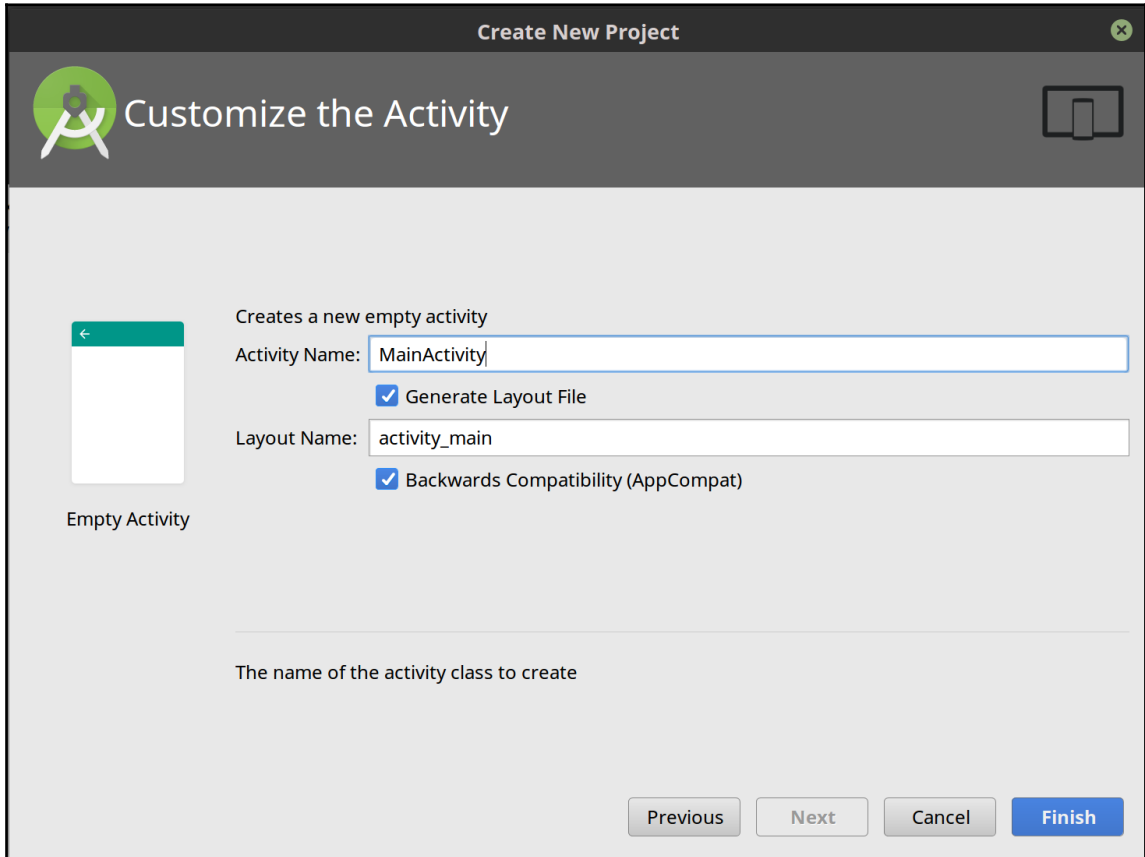 Create New Project
Customize the Activity
Creates a new empty activity
Activity Name: MainActivity
Generate Layout File
Layout Name: activity_main
Backwards Compatibility (AppCompat)
Empty Activity
The name of the activity class to create
Previous Next Cancel Finish